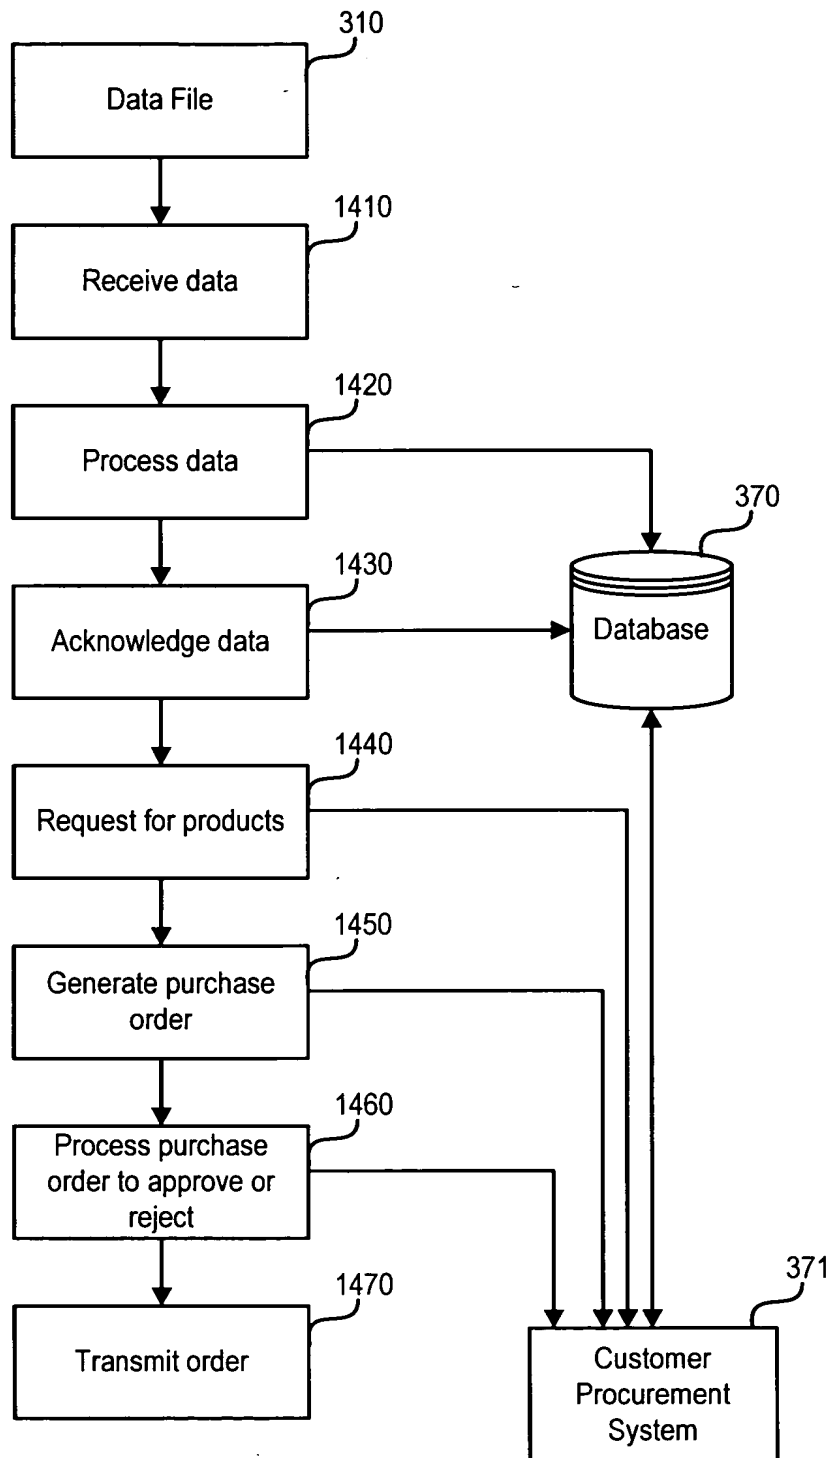 310
Data File
1410
Receive data
1420
Process data
370
1430
Database
Acknowledge data
1440
Request for products
1450
Generate purchase
order
1460
Process purchase
order to approve or
reject
371
1470
Transmit order
Customer
Procurement
System